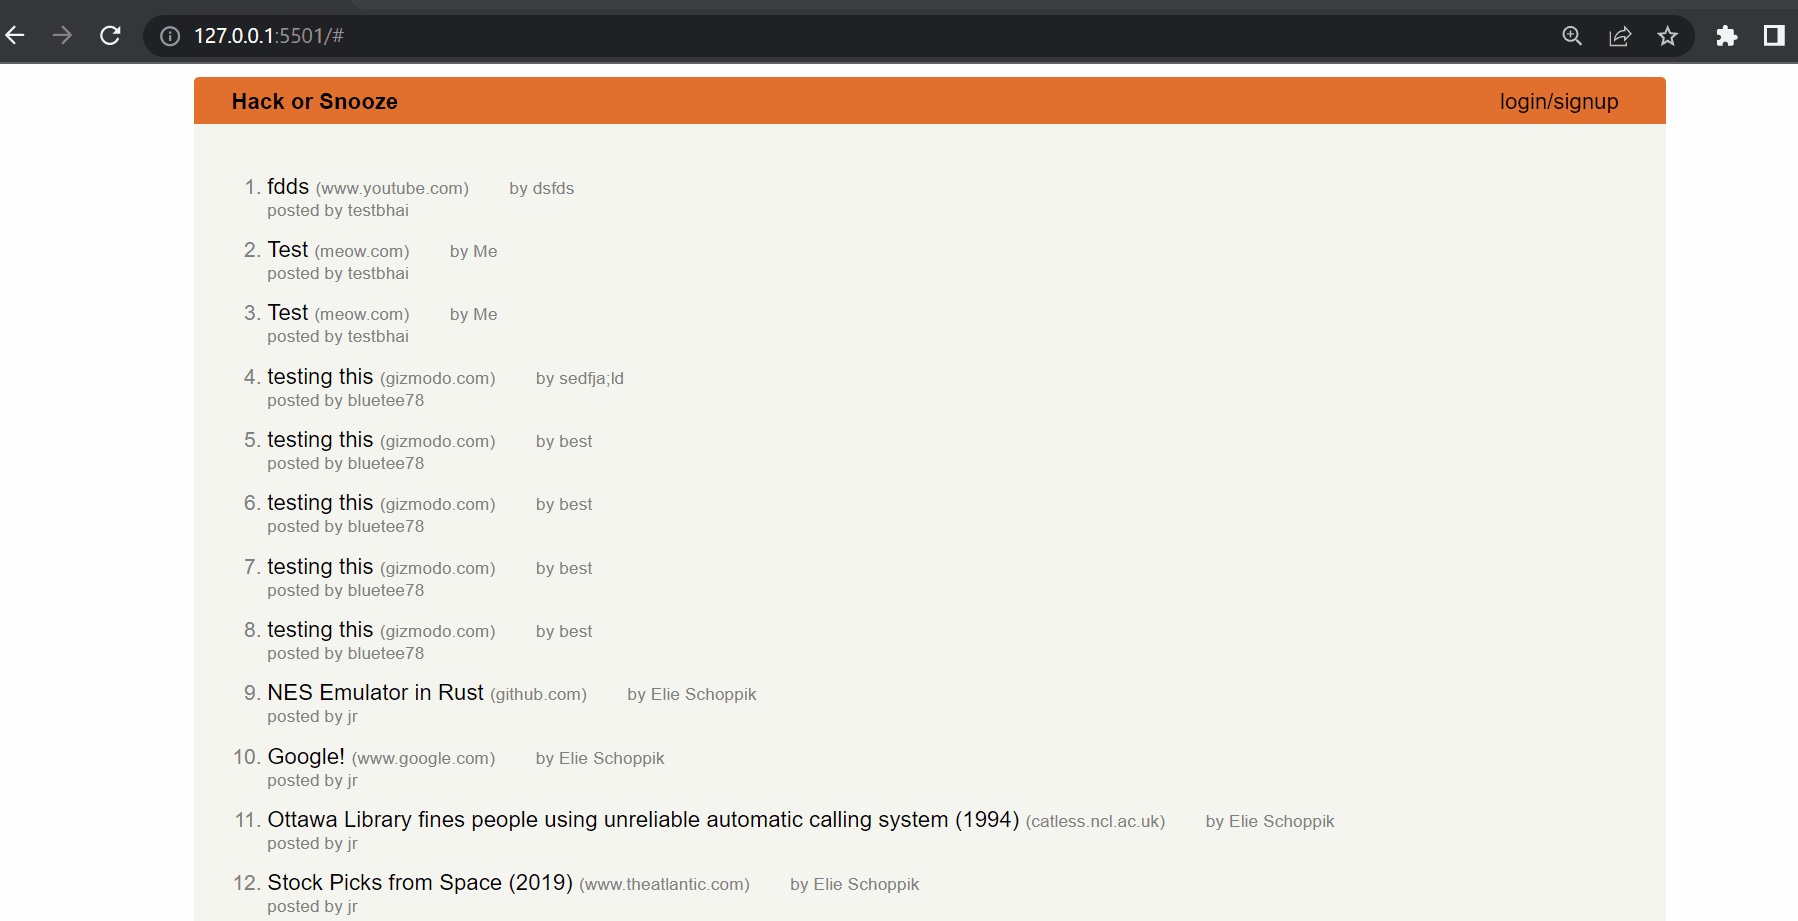 127.0.0.1:5501/#
Hack or Snooze login/signup
1. fdds (www.youtube.com) by dsfds
posted by testbhai
2. Test (meow.com) by Me
posted by testbhai
3. Test (meow.com) by Me
posted by testbhai
4. testing this (gizmodo.com) by sedfja;ld
posted by bluetee78
5. testing this (gizmodo.com) by best
posted by bluetee78
6. testing this (gizmodo.com) by best
posted by bluetee78
7. testing this (gizmodo.com) by best
posted by bluetee78
8. testing this (gizmodo.com) by best
posted by bluetee78
9. NES Emulator in Rust (github.com) by Elie Schoppik
posted by jr
10. Google! (www.google.com) by Elie Schoppik
posted by jr
11. Ottawa Library fines people using unreliable automatic calling system (1994) (catless.ncl.ac.uk) by Elie Schoppik
posted by jr
12. Stock Picks from Space (2019) (www.theatlantic.com) by Elie Schoppik
posted by jr